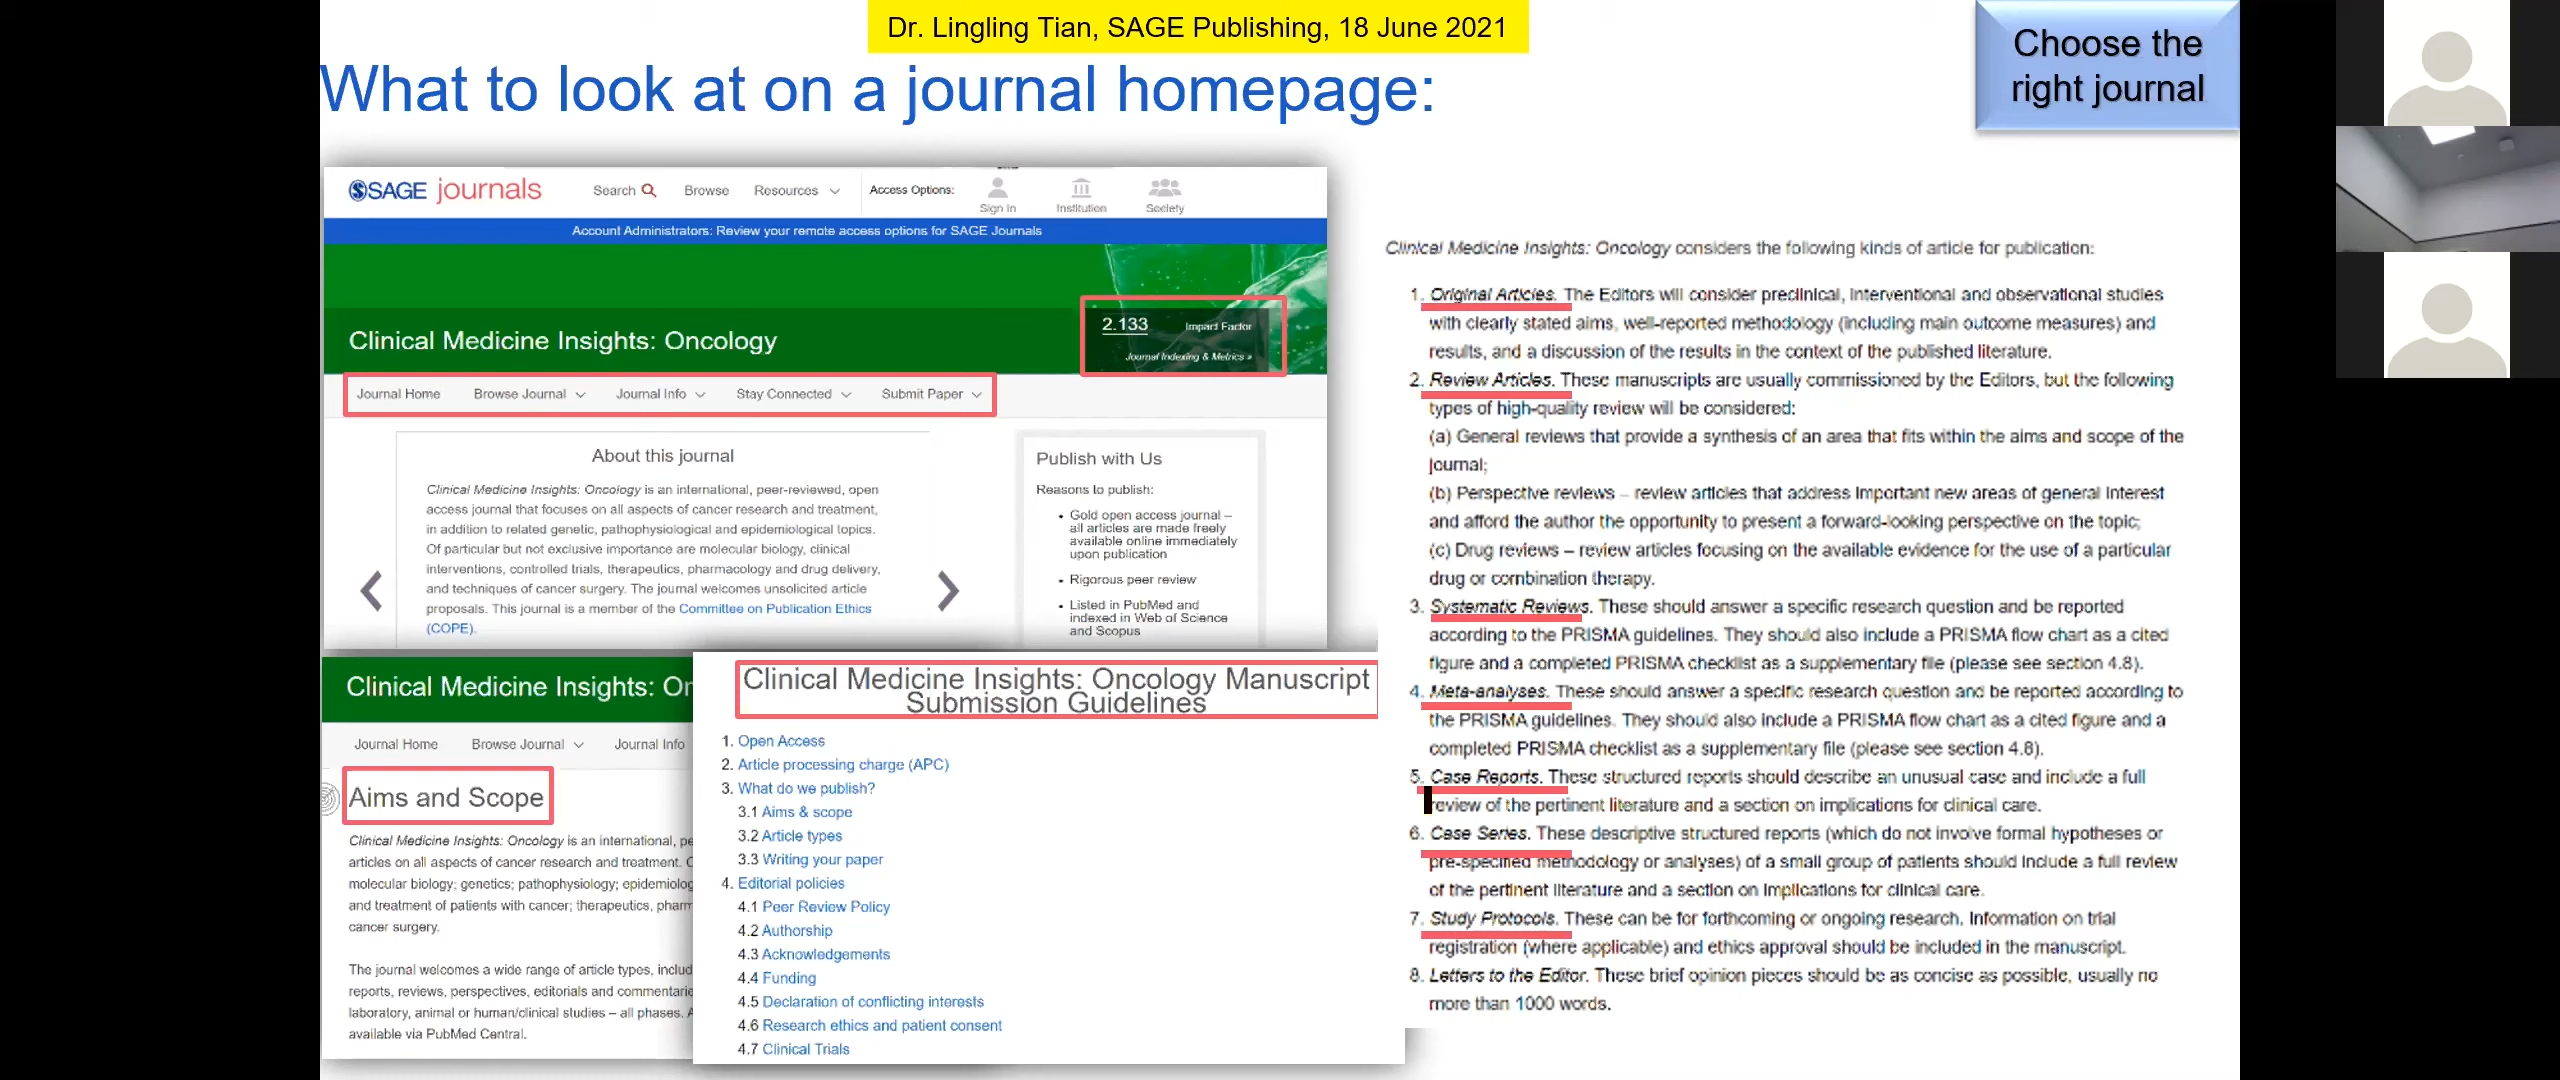 Dr. Lingling Tian, SAGE Publishing, 18 June 2021
Choose the
right journal
What to look at on a journal homepage:
SAGE journals
Search
Browse
Resources
Access Options:
Sign In
Institution
Society
Account Administrators: Review your remote access options for SAGE Journals
2.133
Impact Factor
Journal Indexing & Metrics »
Clinical Medicine Insights: Oncology
Journal Home
Browse Journal
Journal Info
Stay Connected
Submit Paper
About this journal
Clinical Medicine Insights: Oncology is an international, peer-reviewed, open
access journal that focuses on all aspects of cancer research and treatment,
in addition to related genetic, pathophysiological and epidemiological topics.
Of particular but not exclusive importance are molecular biology, clinical
interventions, controlled trials, therapeutics, pharmacology and drug delivery,
and techniques of cancer surgery. The journal welcomes unsolicited article
proposals. This journal is a member of the Committee on Publication Ethics
(COPE).
Publish with Us
Reasons to publish:
• Gold open access journal –
all articles are made freely
available online immediately
upon publication
• Rigorous peer review
• Listed in PubMed and
indexed in Web of Science
and Scopus
Clinical Medicine Insights: Or
Journal Home
Browse Journal
Journal Info
Aims and Scope
Clinical Medicine Insights: Oncology is an international, pe
articles on all aspects of cancer research and treatment. C
molecular biology; genetics; pathophysiology; epidemiolog
and treatment of patients with cancer; therapeutics, pharm
cancer surgery.
The journal welcomes a wide range of article types, includ
reports, reviews, perspectives, editorials and commentarie
laboratory, animal or human/clinical studies – all phases. A
available via PubMed Central.
Clinical Medicine Insights: Oncology Manuscript
Submission Guidelines
1. Open Access
2. Article processing charge (APC)
3. What do we publish?
3.1 Aims & scope
3.2 Article types
3.3 Writing your paper
4. Editorial policies
4.1 Peer Review Policy
4.2 Authorship
4.3 Acknowledgements
4.4 Funding
4.5 Declaration of conflicting interests
4.6 Research ethics and patient consent
4.7 Clinical Trials
Clinical Medicine Insights: Oncology considers the following kinds of article for publication:
1. Original Articles. The Editors will consider preclinical, interventional and observational studies
with clearly stated aims, well-reported methodology (including main outcome measures) and
results, and a discussion of the results in the context of the published literature.
2. Review Articles. These manuscripts are usually commissioned by the Editors, but the following
types of high-quality review will be considered:
(a) General reviews that provide a synthesis of an area that fits within the aims and scope of the
journal;
(b) Perspective reviews – review articles that address important new areas of general interest
and afford the author the opportunity to present a forward-looking perspective on the topic;
(c) Drug reviews – review articles focusing on the available evidence for the use of a particular
drug or combination therapy.
3. Systematic Reviews. These should answer a specific research question and be reported
according to the PRISMA guidelines. They should also include a PRISMA flow chart as a cited
figure and a completed PRISMA checklist as a supplementary file (please see section 4.8).
4. Meta-analyses. These should answer a specific research question and be reported according to
the PRISMA guidelines. They should also include a PRISMA flow chart as a cited figure and a
completed PRISMA checklist as a supplementary file (please see section 4.8).
5. Case Reports. These structured reports should describe an unusual case and include a full
review of the pertinent literature and a section on implications for clinical care.
6. Case Series. These descriptive structured reports (which do not involve formal hypotheses or
pre-specified methodology or analyses) of a small group of patients should include a full review
of the pertinent literature and a section on implications for clinical care.
7. Study Protocols. These can be for forthcoming or ongoing research. Information on trial
registration (where applicable) and ethics approval should be included in the manuscript.
8. Letters to the Editor. These brief opinion pieces should be as concise as possible, usually no
more than 1000 words.